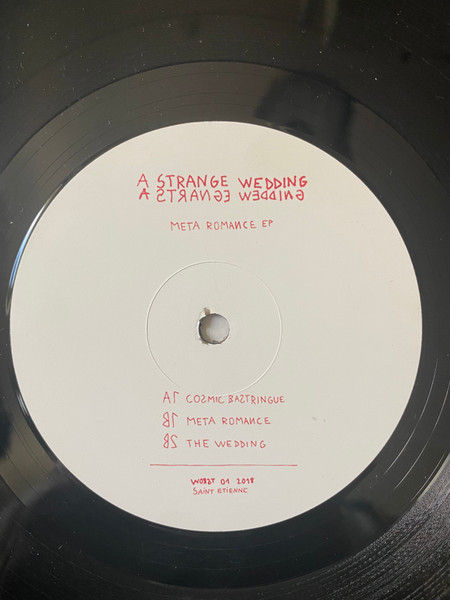 A STRANGE WEDDING
A STRANGE WEDDING
META ROMANCE EP
A1 COSMIC BASTRINGUE
B1 META ROMANCE
B2 THE WEDDING
WORST 01 2018
SAINT ETIENNE